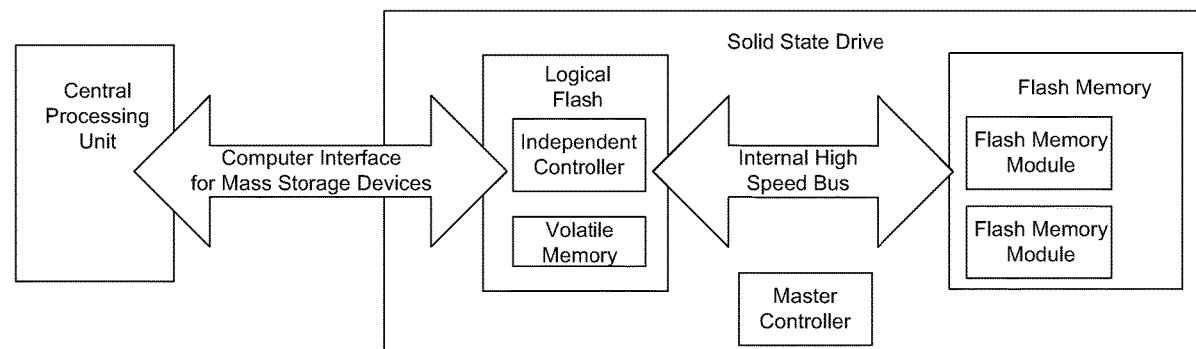 Solid State Drive
Central
Processing
Unit
Computer Interface
for Mass Storage Devices
Logical
Flash
Independent
Controller
Volatile
Memory
Internal High
Speed Bus
Master
Controller
Flash Memory
Flash Memory
Module
Flash Memory
Module